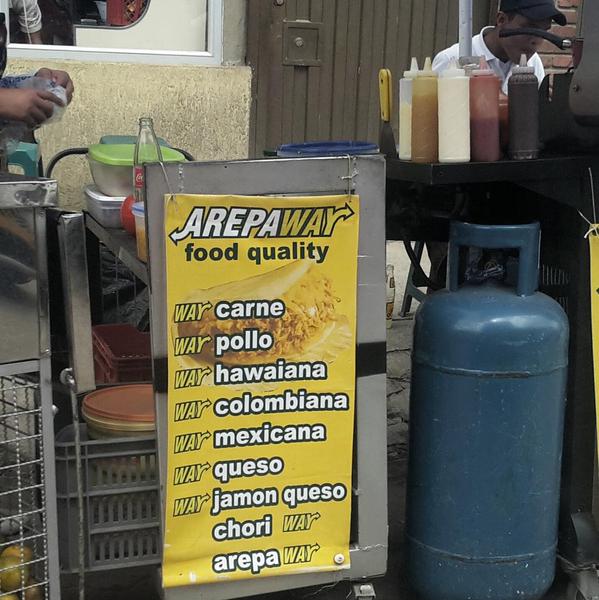 AREPAWAY
food quality
WAY carne
WAY pollo
WAY hawaiana
WAY colombiana
WAY mexicana
WAY queso
WAY jamon queso
chori WAY
arepa WAY